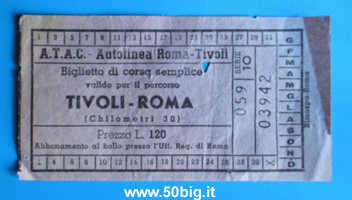 A.T.A.C. - Autolinea Roma-Tivoli
Biglietto di corsa semplice
valido per il percorso
TIVOLI - ROMA
(Chilometri 30)
Prezzo L. 120
Abbonamento al bollo presso l'Uff. Reg. di Roma
SERIE 10
059
03942
G F M A M G L A S O N D
www.50big.it